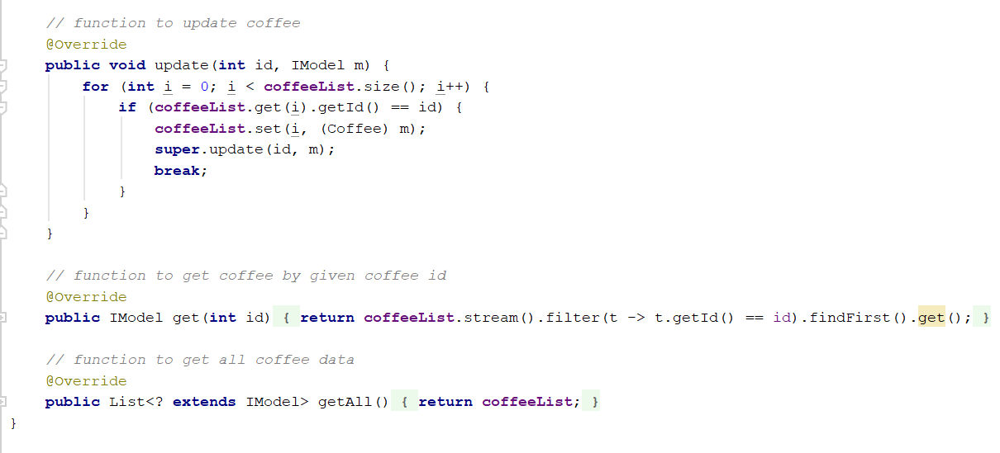 // function to update coffee
@Override
public void update(int id, IModel m) {
for (int i = 0; i < coffeeList.size(); i++) {
if (coffeeList.get(i).getId() == id) {
coffeeList.set(i, (Coffee) m);
super.update(id, m);
break;
}
}
}
// function to get coffee by given coffee id
@Override
public IModel get(int id) { return coffeeList.stream().filter(t -> t.getId() == id).findFirst().get(); }
// function to get all coffee data
@Override
public List<? extends IModel> getAll() { return coffeeList; }
}